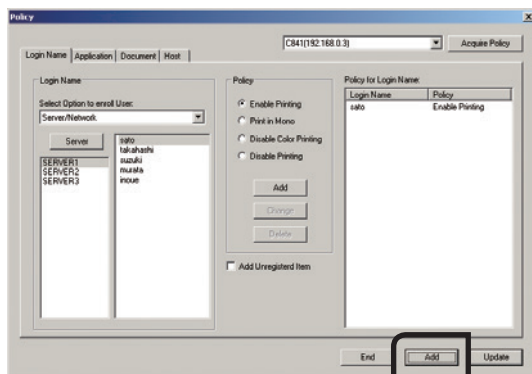 Policy
C841(192.168.0.3)
Acquire Policy
Login Name
Application
Document
Host
Login Name
Select Option to enroll User:
Server/Network
Server
SERVER1
SERVER2
SERVER3
sato
takahashi
suzuki
murata
inoue
Policy
Enable Printing
Print in Mono
Disable Color Printing
Disable Printing
Add
Change
Delete
Add Unregisterd Item
Policy for Login Name:
Login Name Policy
sato Enable Printing
End
Add
Update